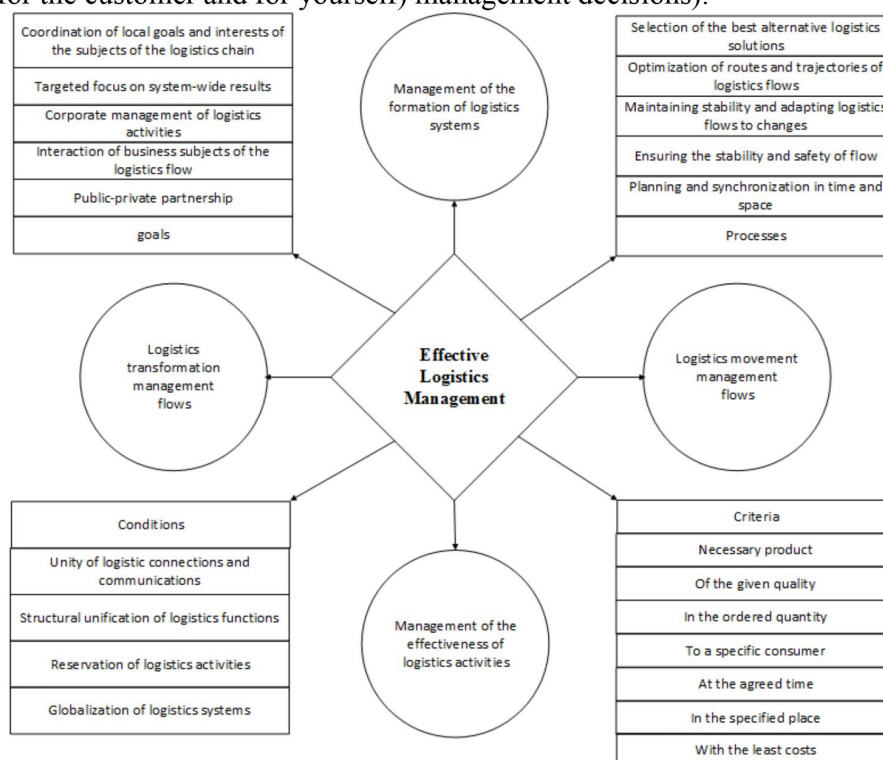 for the customer and for yourself) management decisions).
Coordination of local goals and interests
of the subjects of the logistics chain
Targeted focus on system-wide results
Corporate management of logistics
activities
Interaction of business subjects of the
logistics flow
Public-private partnership
goals
Management of the
formation of logistics
systems
Selection of the best alternative logistics
solutions
Optimization of routes and trajectories of
logistics flows
Maintaining stability and adapting logistics
flows to changes
Ensuring the stability and safety of flow
Planning and synchronization in time and
space
Processes
Logistics
transformation
management
flows
Effective
Logistics
Management
Logistics movement
management
flows
Conditions
Unity of logistic connections and
communications
Structural unification of logistics functions
Reservation of logistics activities
Globalization of logistics systems
Management of the
effectiveness of
logistics activities
Criteria
Necessary product
Of the given quality
In the ordered quantity
To a specific consumer
At the agreed time
In the specified place
With the least costs